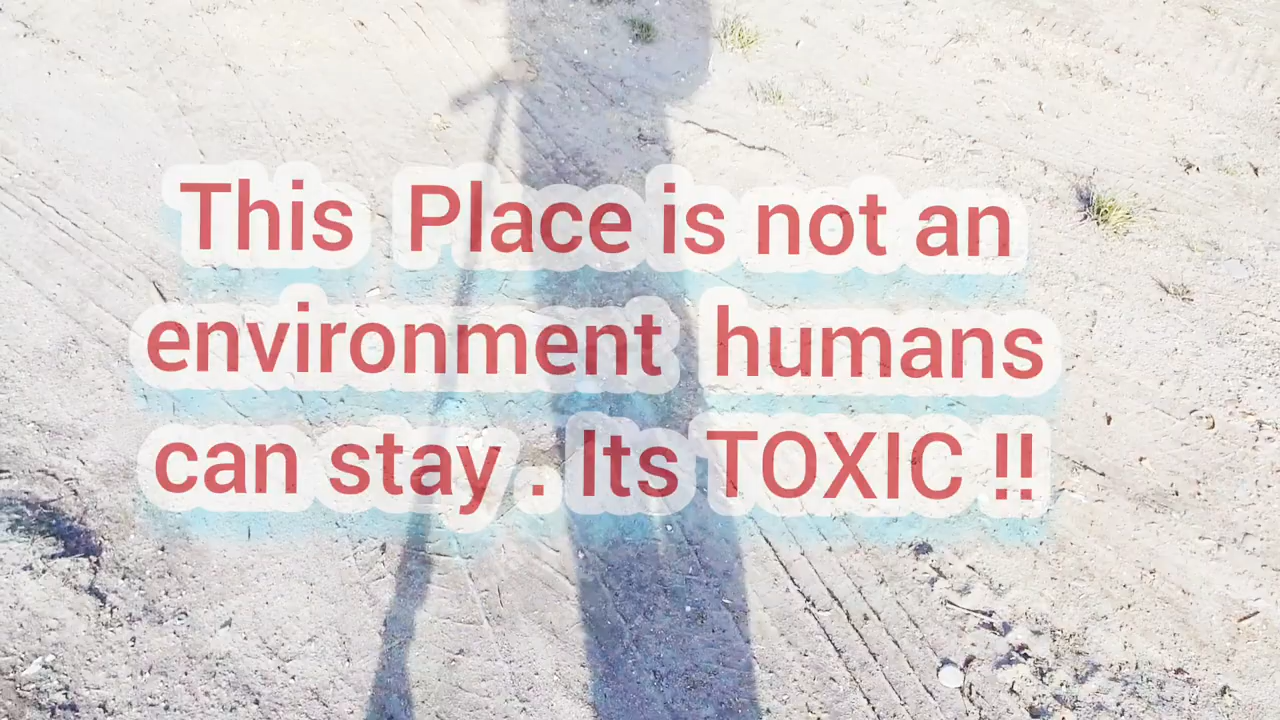 This Place is not an
environment humans
can stay . Its TOXIC !!